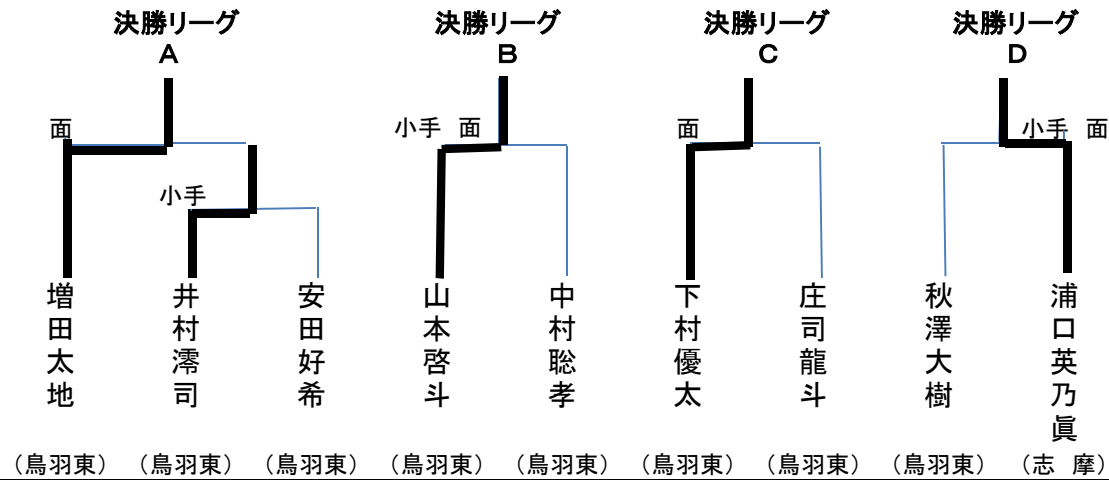 決勝リーグ 決勝リーグ 決勝リーグ 決勝リーグ
A B C D
面 小手 面 面 小手 面
小手
増田太地
井村澪司
安田好希
山本啓斗
中村聡孝
下村優太
庄司龍斗
秋澤大樹
浦口英乃眞
（鳥羽東） （鳥羽東） （鳥羽東） （鳥羽東） （鳥羽東） （鳥羽東） （鳥羽東） （鳥羽東） （志 摩）